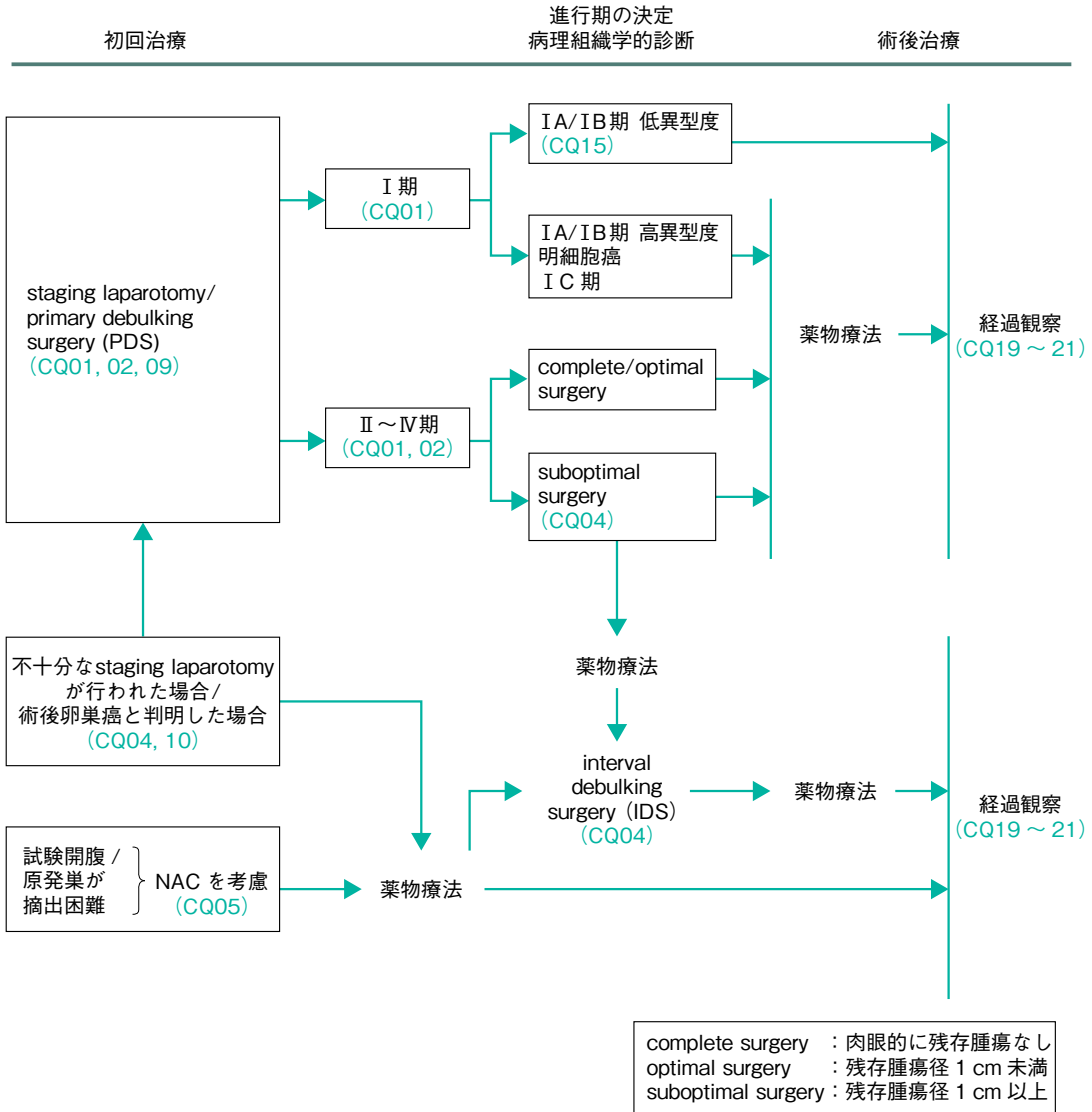 初回治療
進行期の決定
病理組織学的診断
術後治療
staging laparotomy/
primary debulking
surgery (PDS)
（CQ01, 02, 09）
Ⅰ期
（CQ01）
ⅠA/ⅠB期 低異型度
（CQ15）
ⅠA/ⅠB期 高異型度
明細胞癌
ⅠC期
Ⅱ～Ⅳ期
（CQ01, 02）
complete/optimal
surgery
suboptimal
surgery
（CQ04）
薬物療法
経過観察
（CQ19～21）
不十分なstaging laparotomy
が行われた場合/
術後卵巣癌と判明した場合
（CQ04, 10）
薬物療法
interval
debulking
surgery (IDS)
（CQ04）
薬物療法
経過観察
（CQ19～21）
試験開腹 /
原発巣が
摘出困難
NAC を考慮
（CQ05）
薬物療法
complete surgery ：肉眼的に残存腫瘍なし
optimal surgery ：残存腫瘍径 1 cm 未満
suboptimal surgery：残存腫瘍径 1 cm 以上